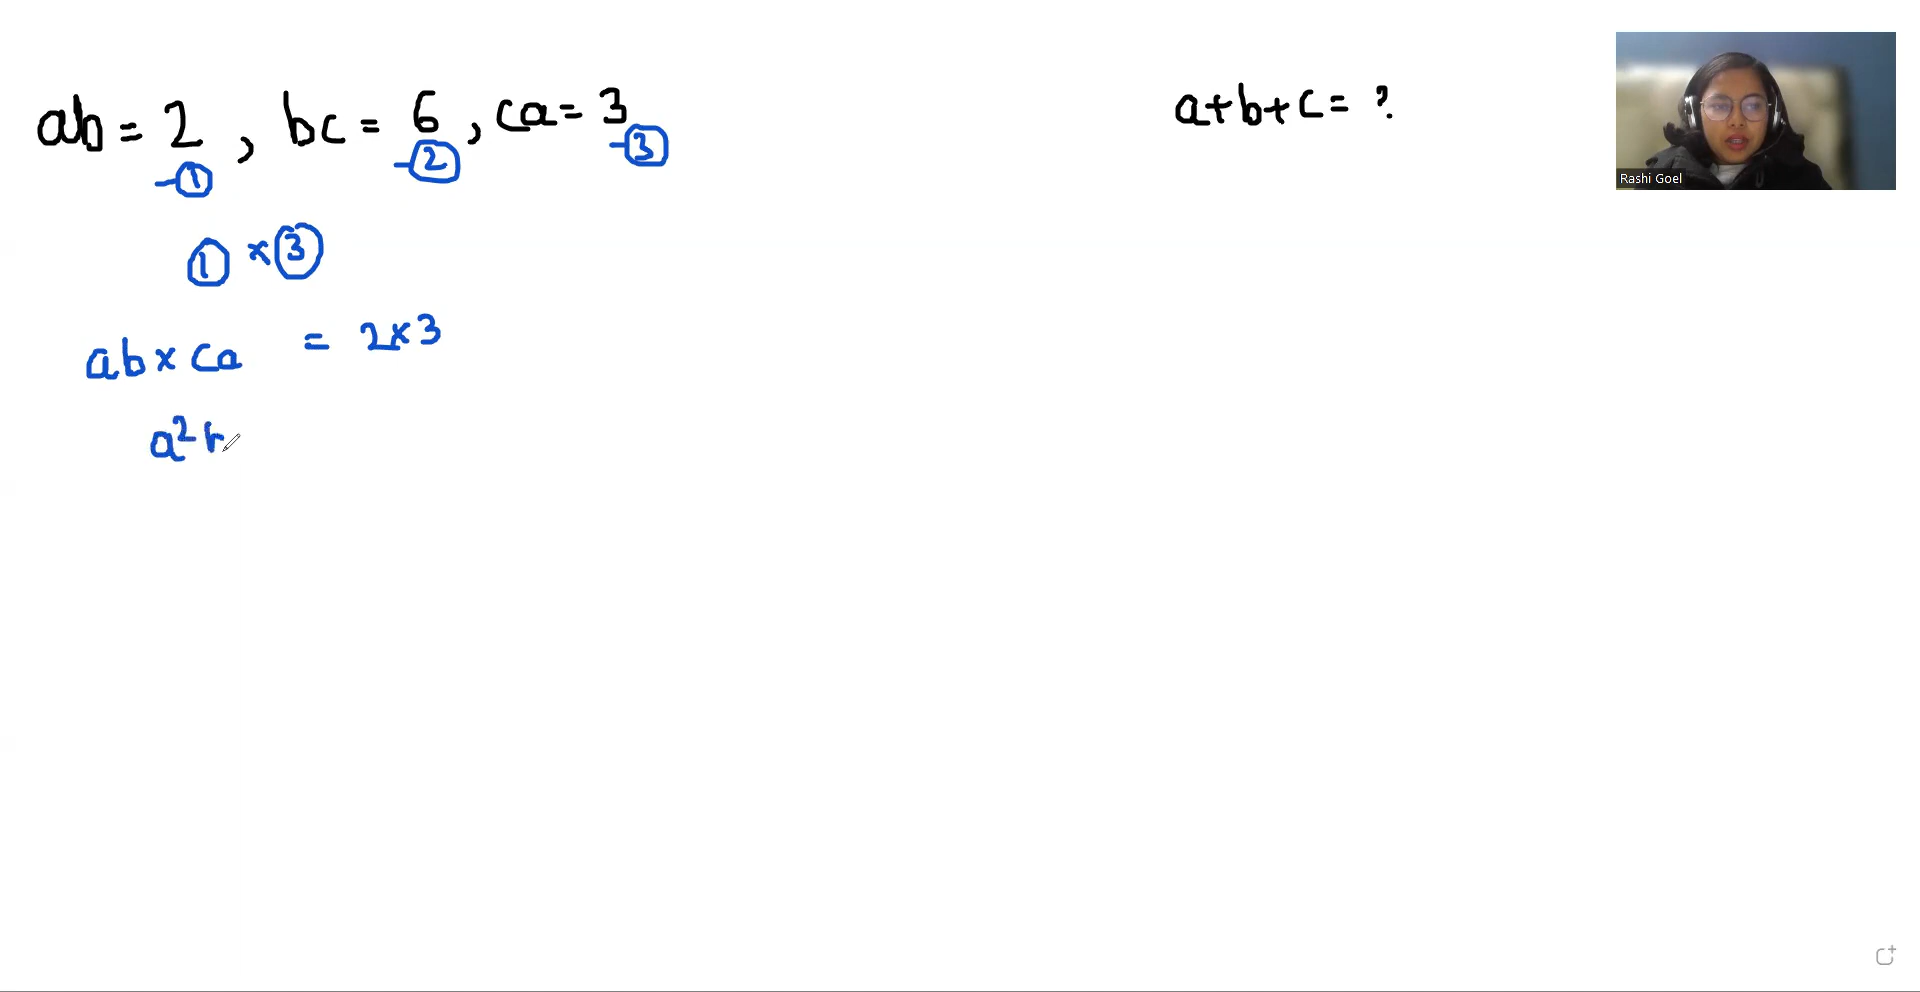 ab = 2 , bc = 6 , ca = 3
a+b+c = ?
-① -② -③
① × ③
ab × ca = 2×3
a²
Rashi Goel